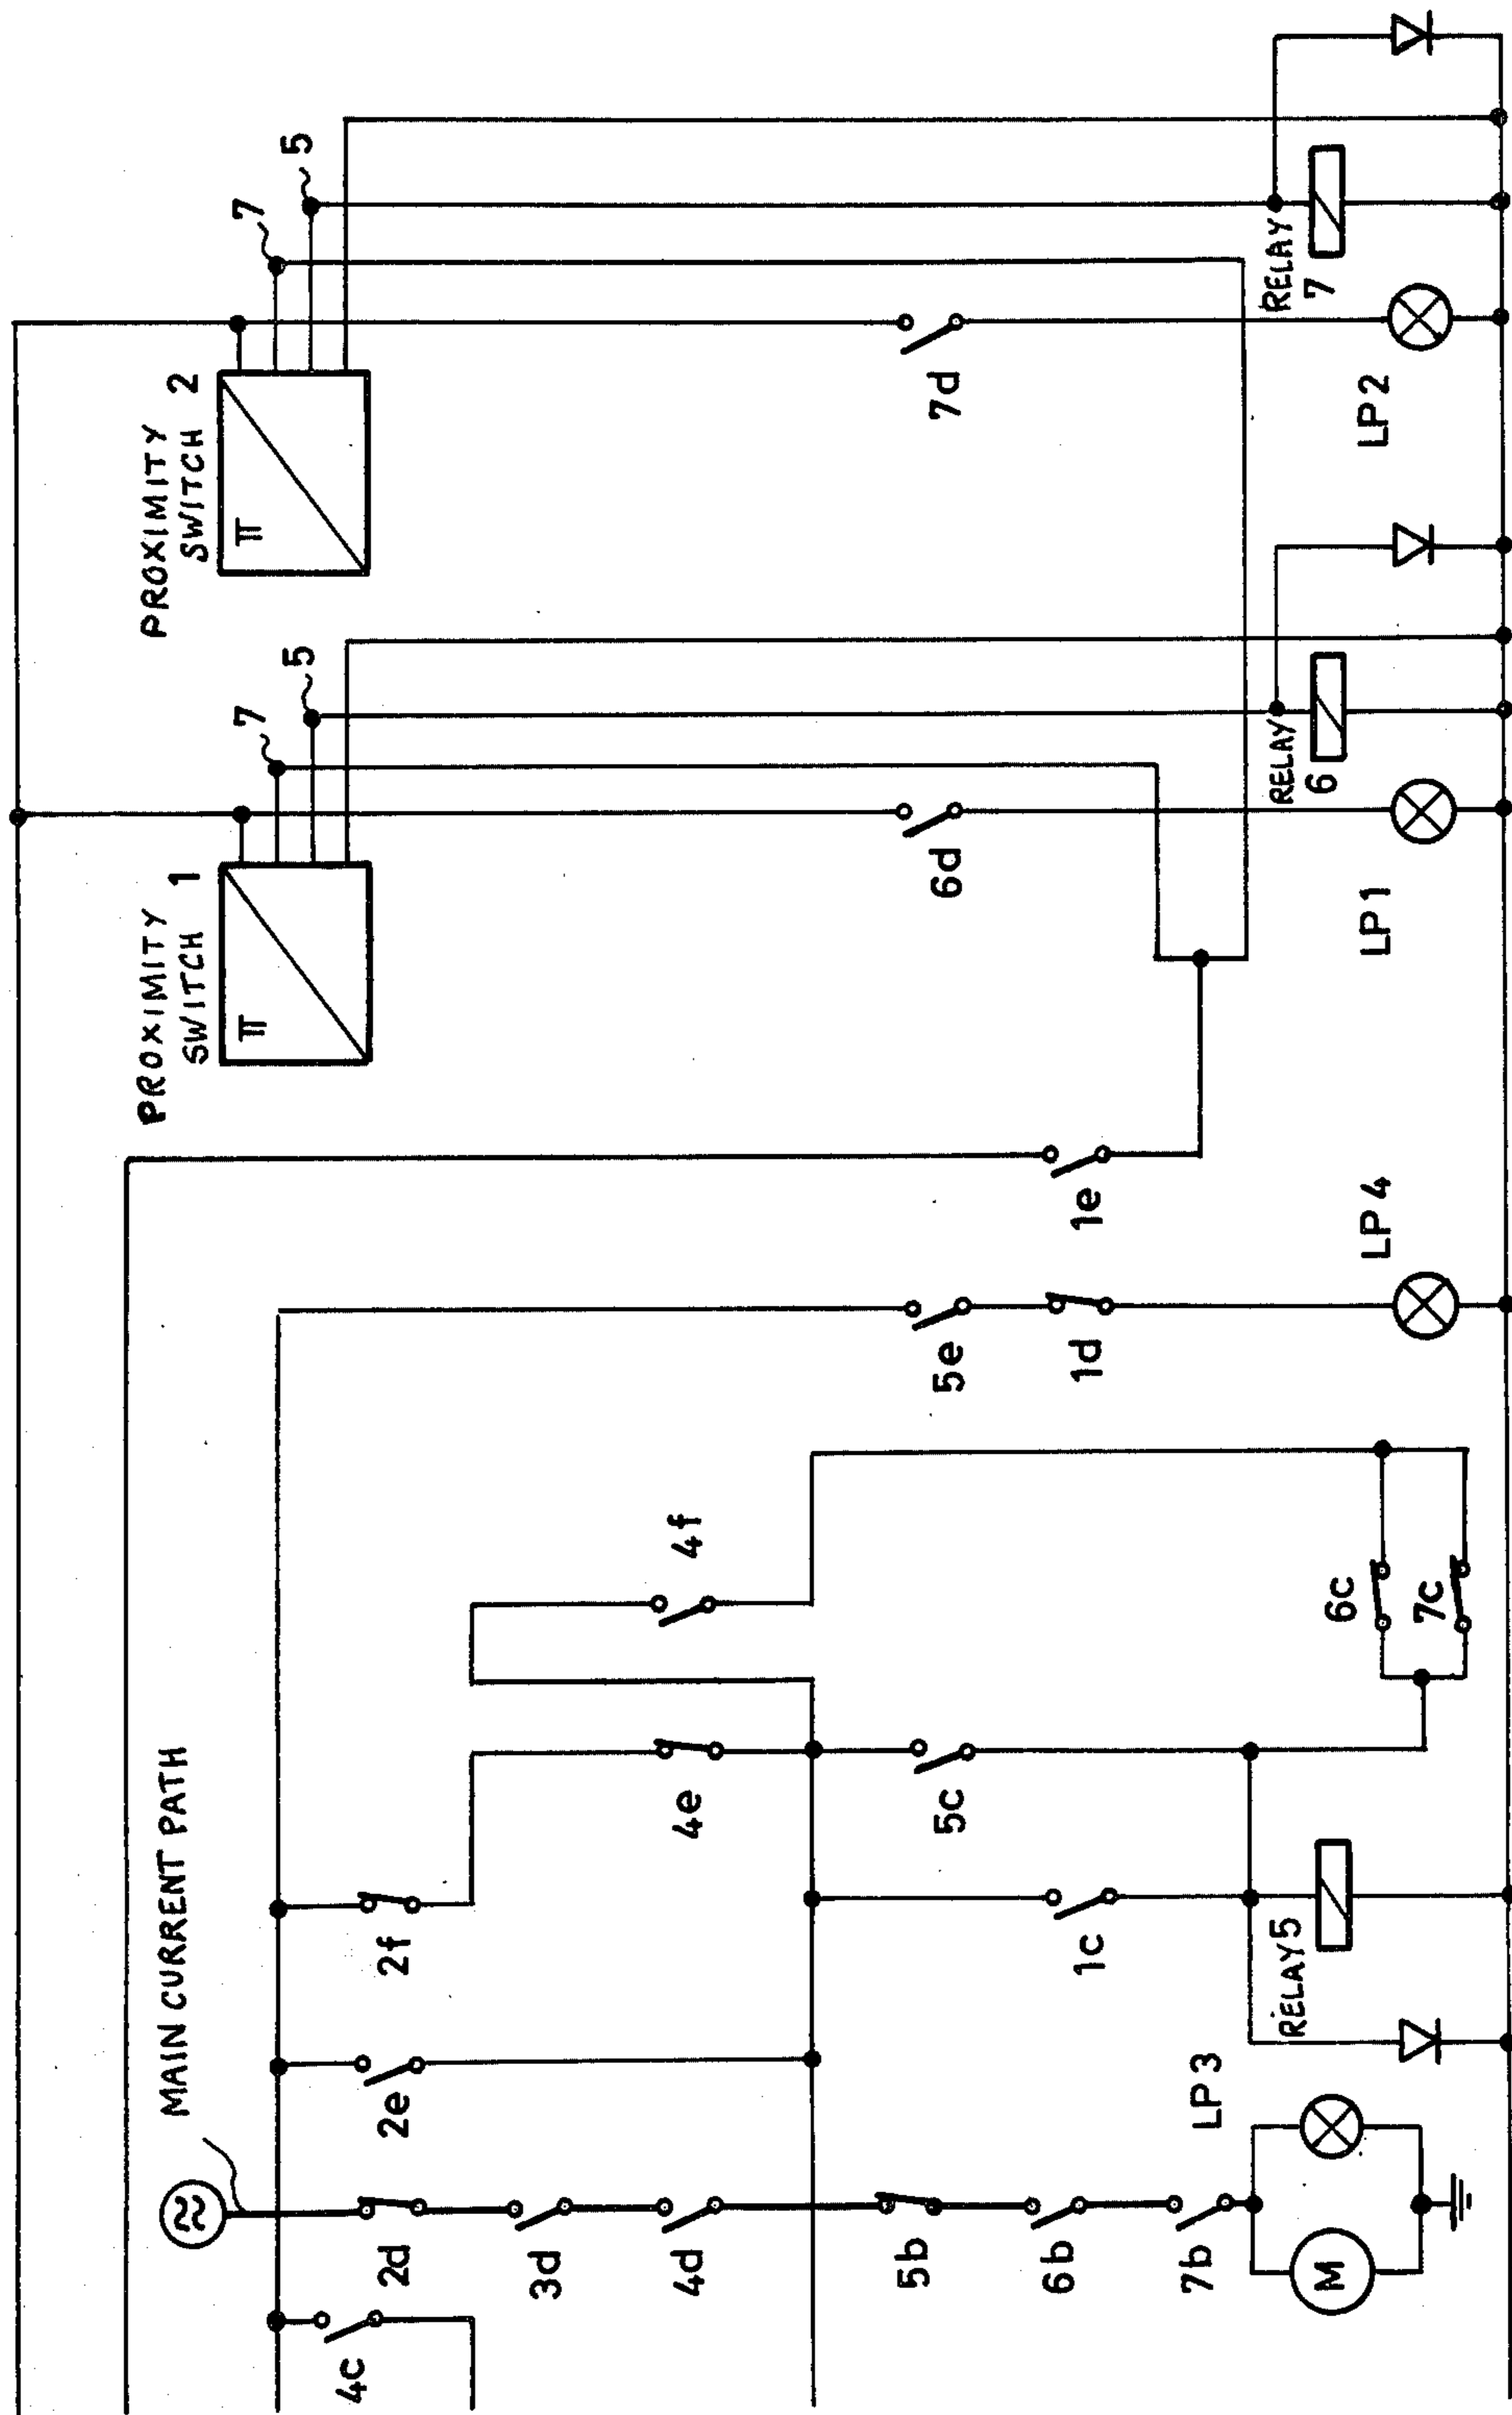 MAIN CURRENT PATH
4c
2d
3d
4d
5b
6b
7b
M
LP3
2e
2f
4e
4f
5c
1c
RELAY5
6c
7c
5e
1d
LP4
1e
PROXIMITY
SWITCH 1
π
7
5
6d
LP1
RELAY
6
PROXIMITY
SWITCH 2
π
7
5
7d
LP2
RELAY
7